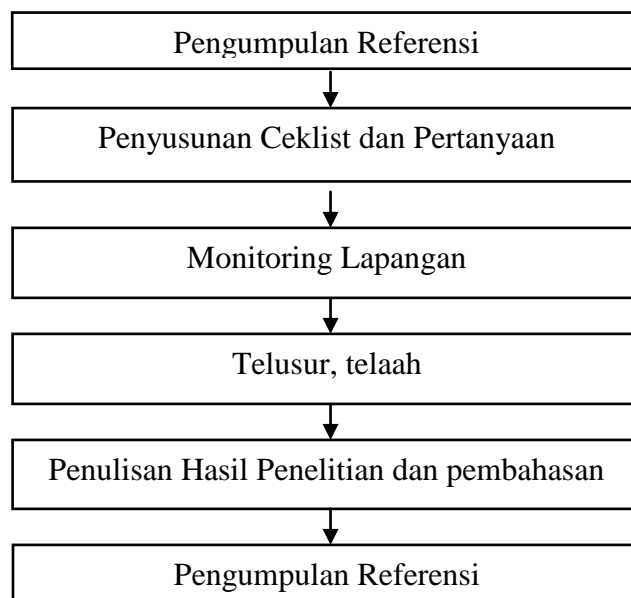 Pengumpulan Referensi
Penyusunan Ceklist dan Pertanyaan
Monitoring Lapangan
Telusur, telaah
Penulisan Hasil Penelitian dan pembahasan
Pengumpulan Referensi